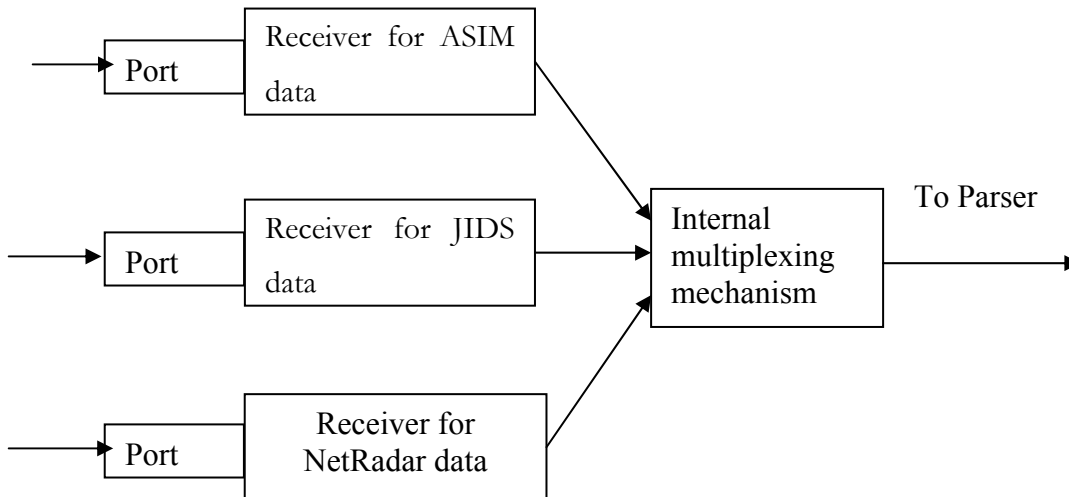 Port
Receiver for ASIM
data
Port
Receiver for JIDS
data
Port
Receiver for
NetRadar data
Internal
multiplexing
mechanism
To Parser